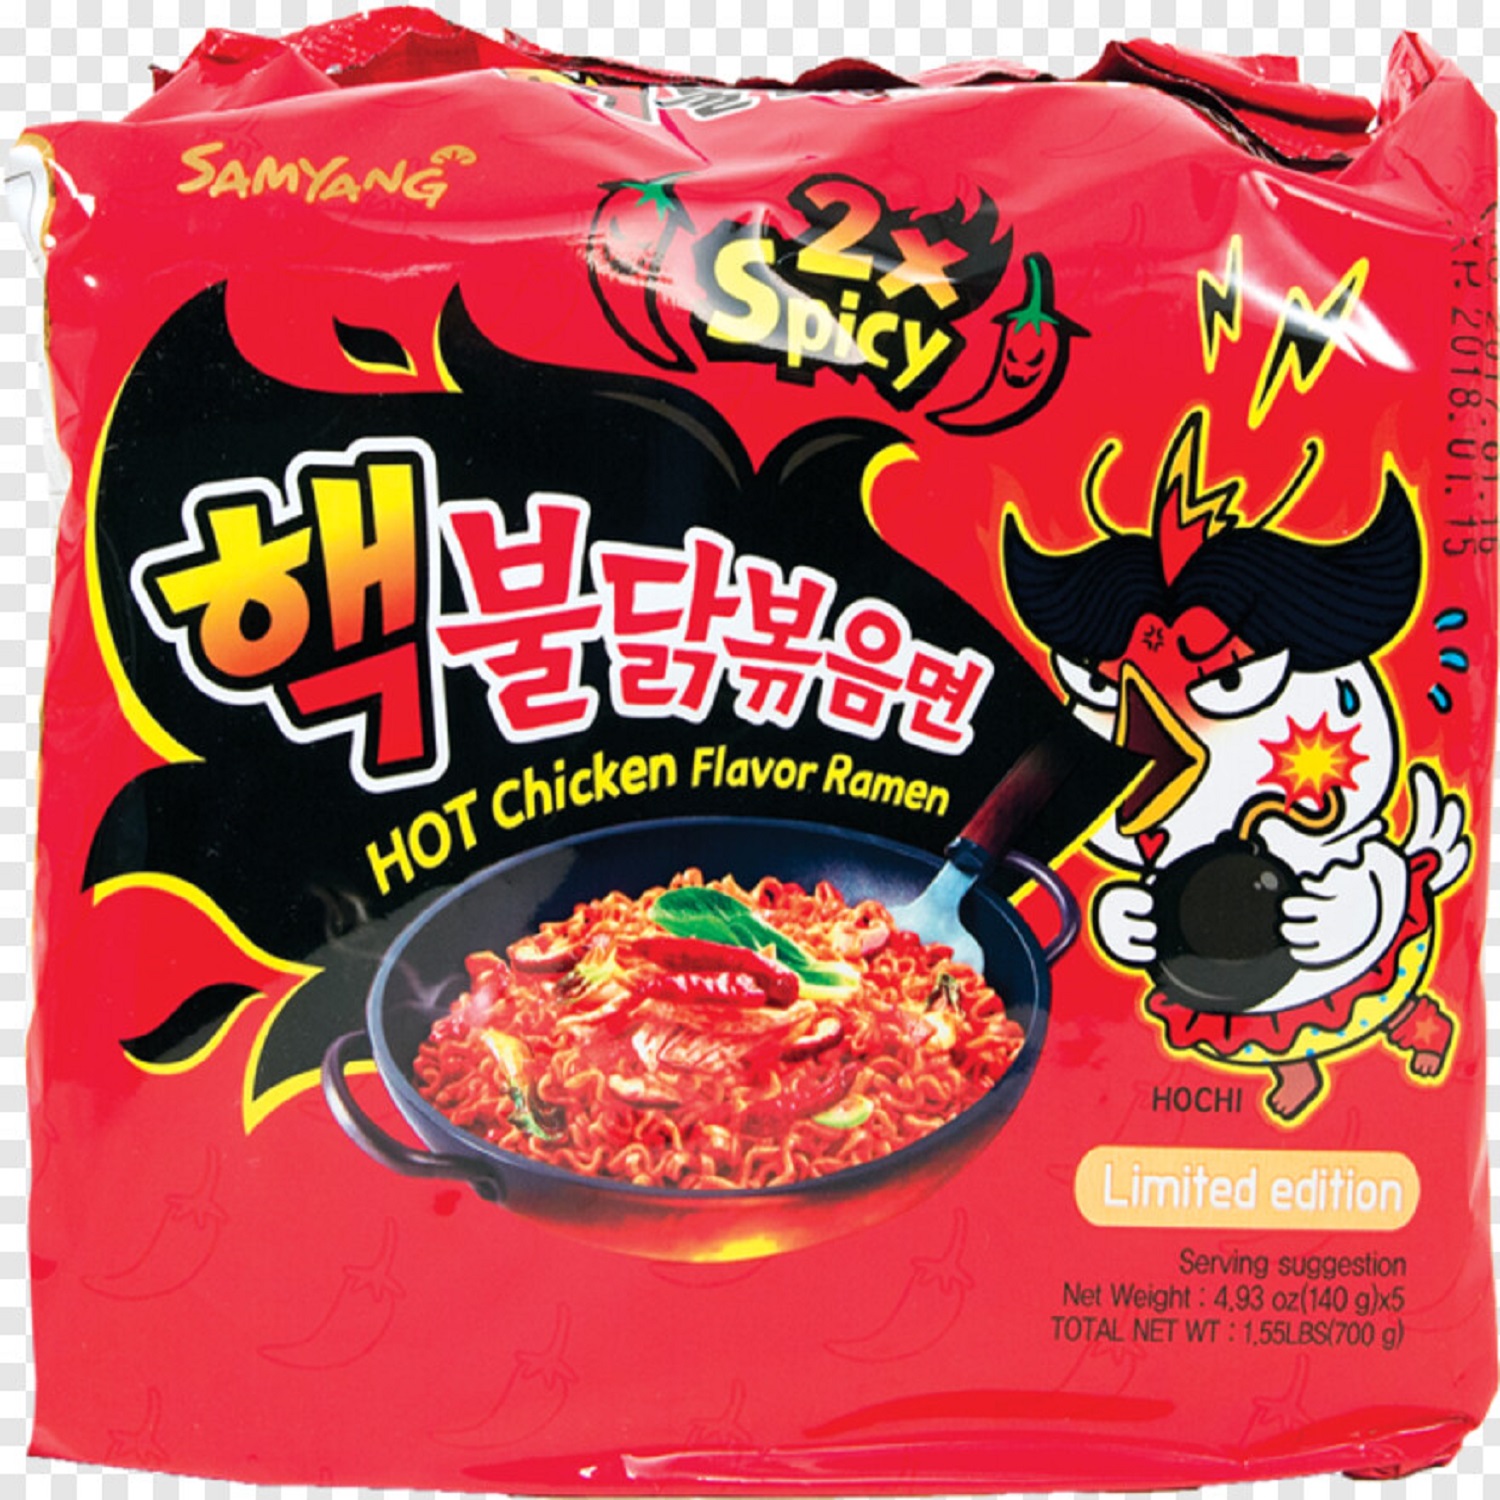 SAMYANG
2x
Spicy
핵불닭볶음면
HOT Chicken Flavor Ramen
HOCHI
Limited edition
Serving suggestion
Net Weight : 4.93 oz(140 g)x5
TOTAL NET WT : 1.55LBS(700 g)
2018.01.15